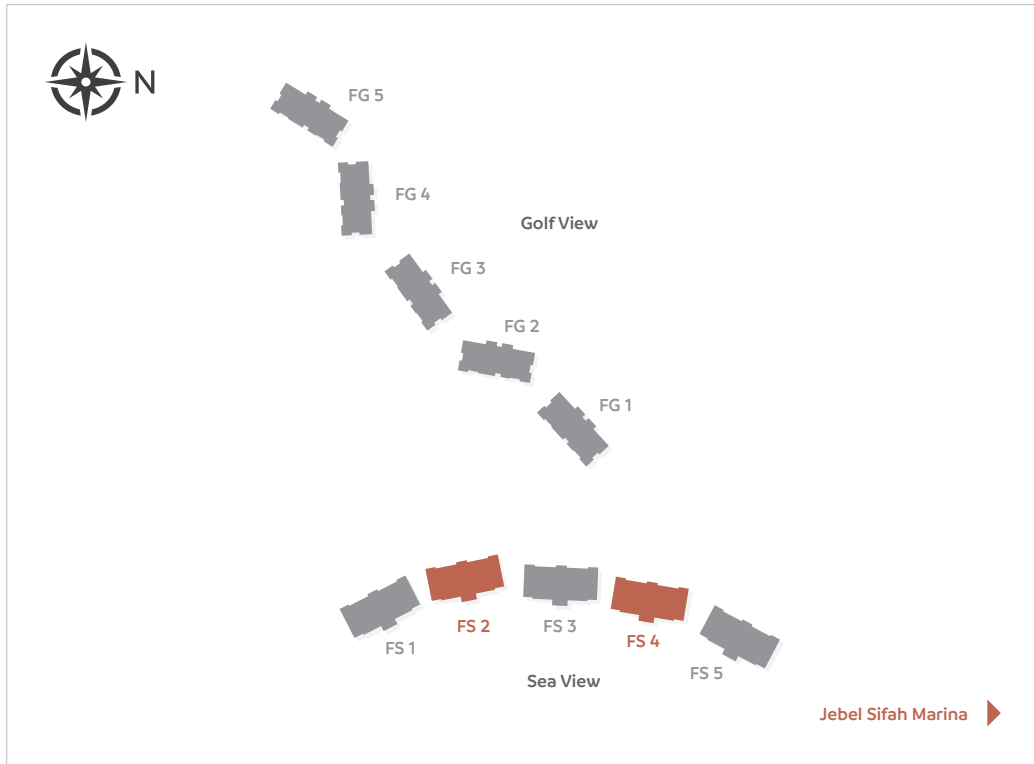 N
FG 5
FG 4
Golf View
FG 3
FG 2
FG 1
FS 1
FS 2
FS 3
FS 4
FS 5
Sea View
Jebel Sifah Marina